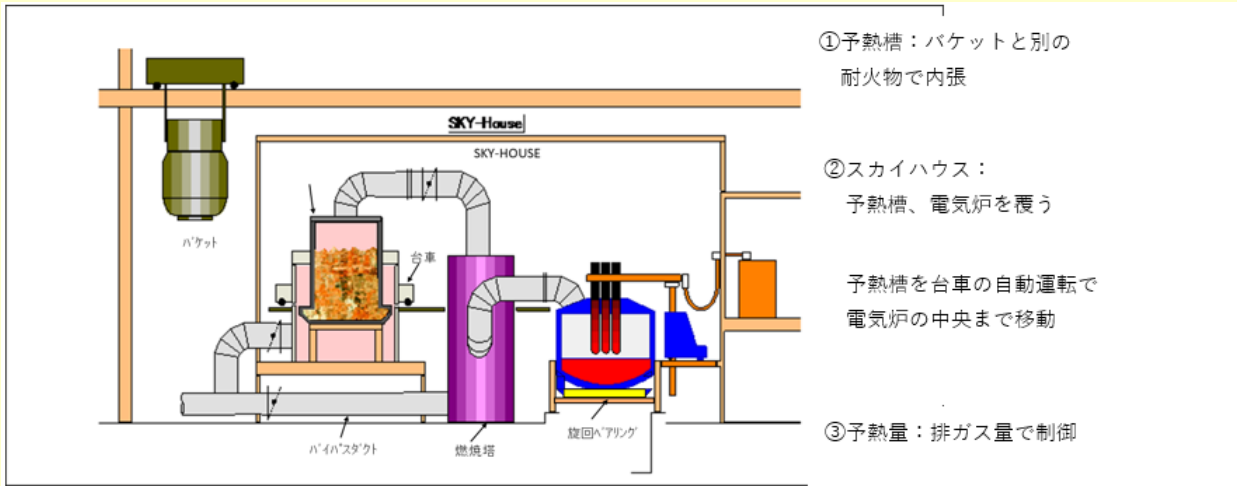 SKY-House
SKY-HOUSE
バケット
台車
バイパスダクト
燃焼塔
旋回ベアリング
①予熱槽：バケットと別の
耐火物で内張
②スカイハウス：
予熱槽、電気炉を覆う
予熱槽を台車の自動運転で
電気炉の中央まで移動
③予熱量：排ガス量で制御